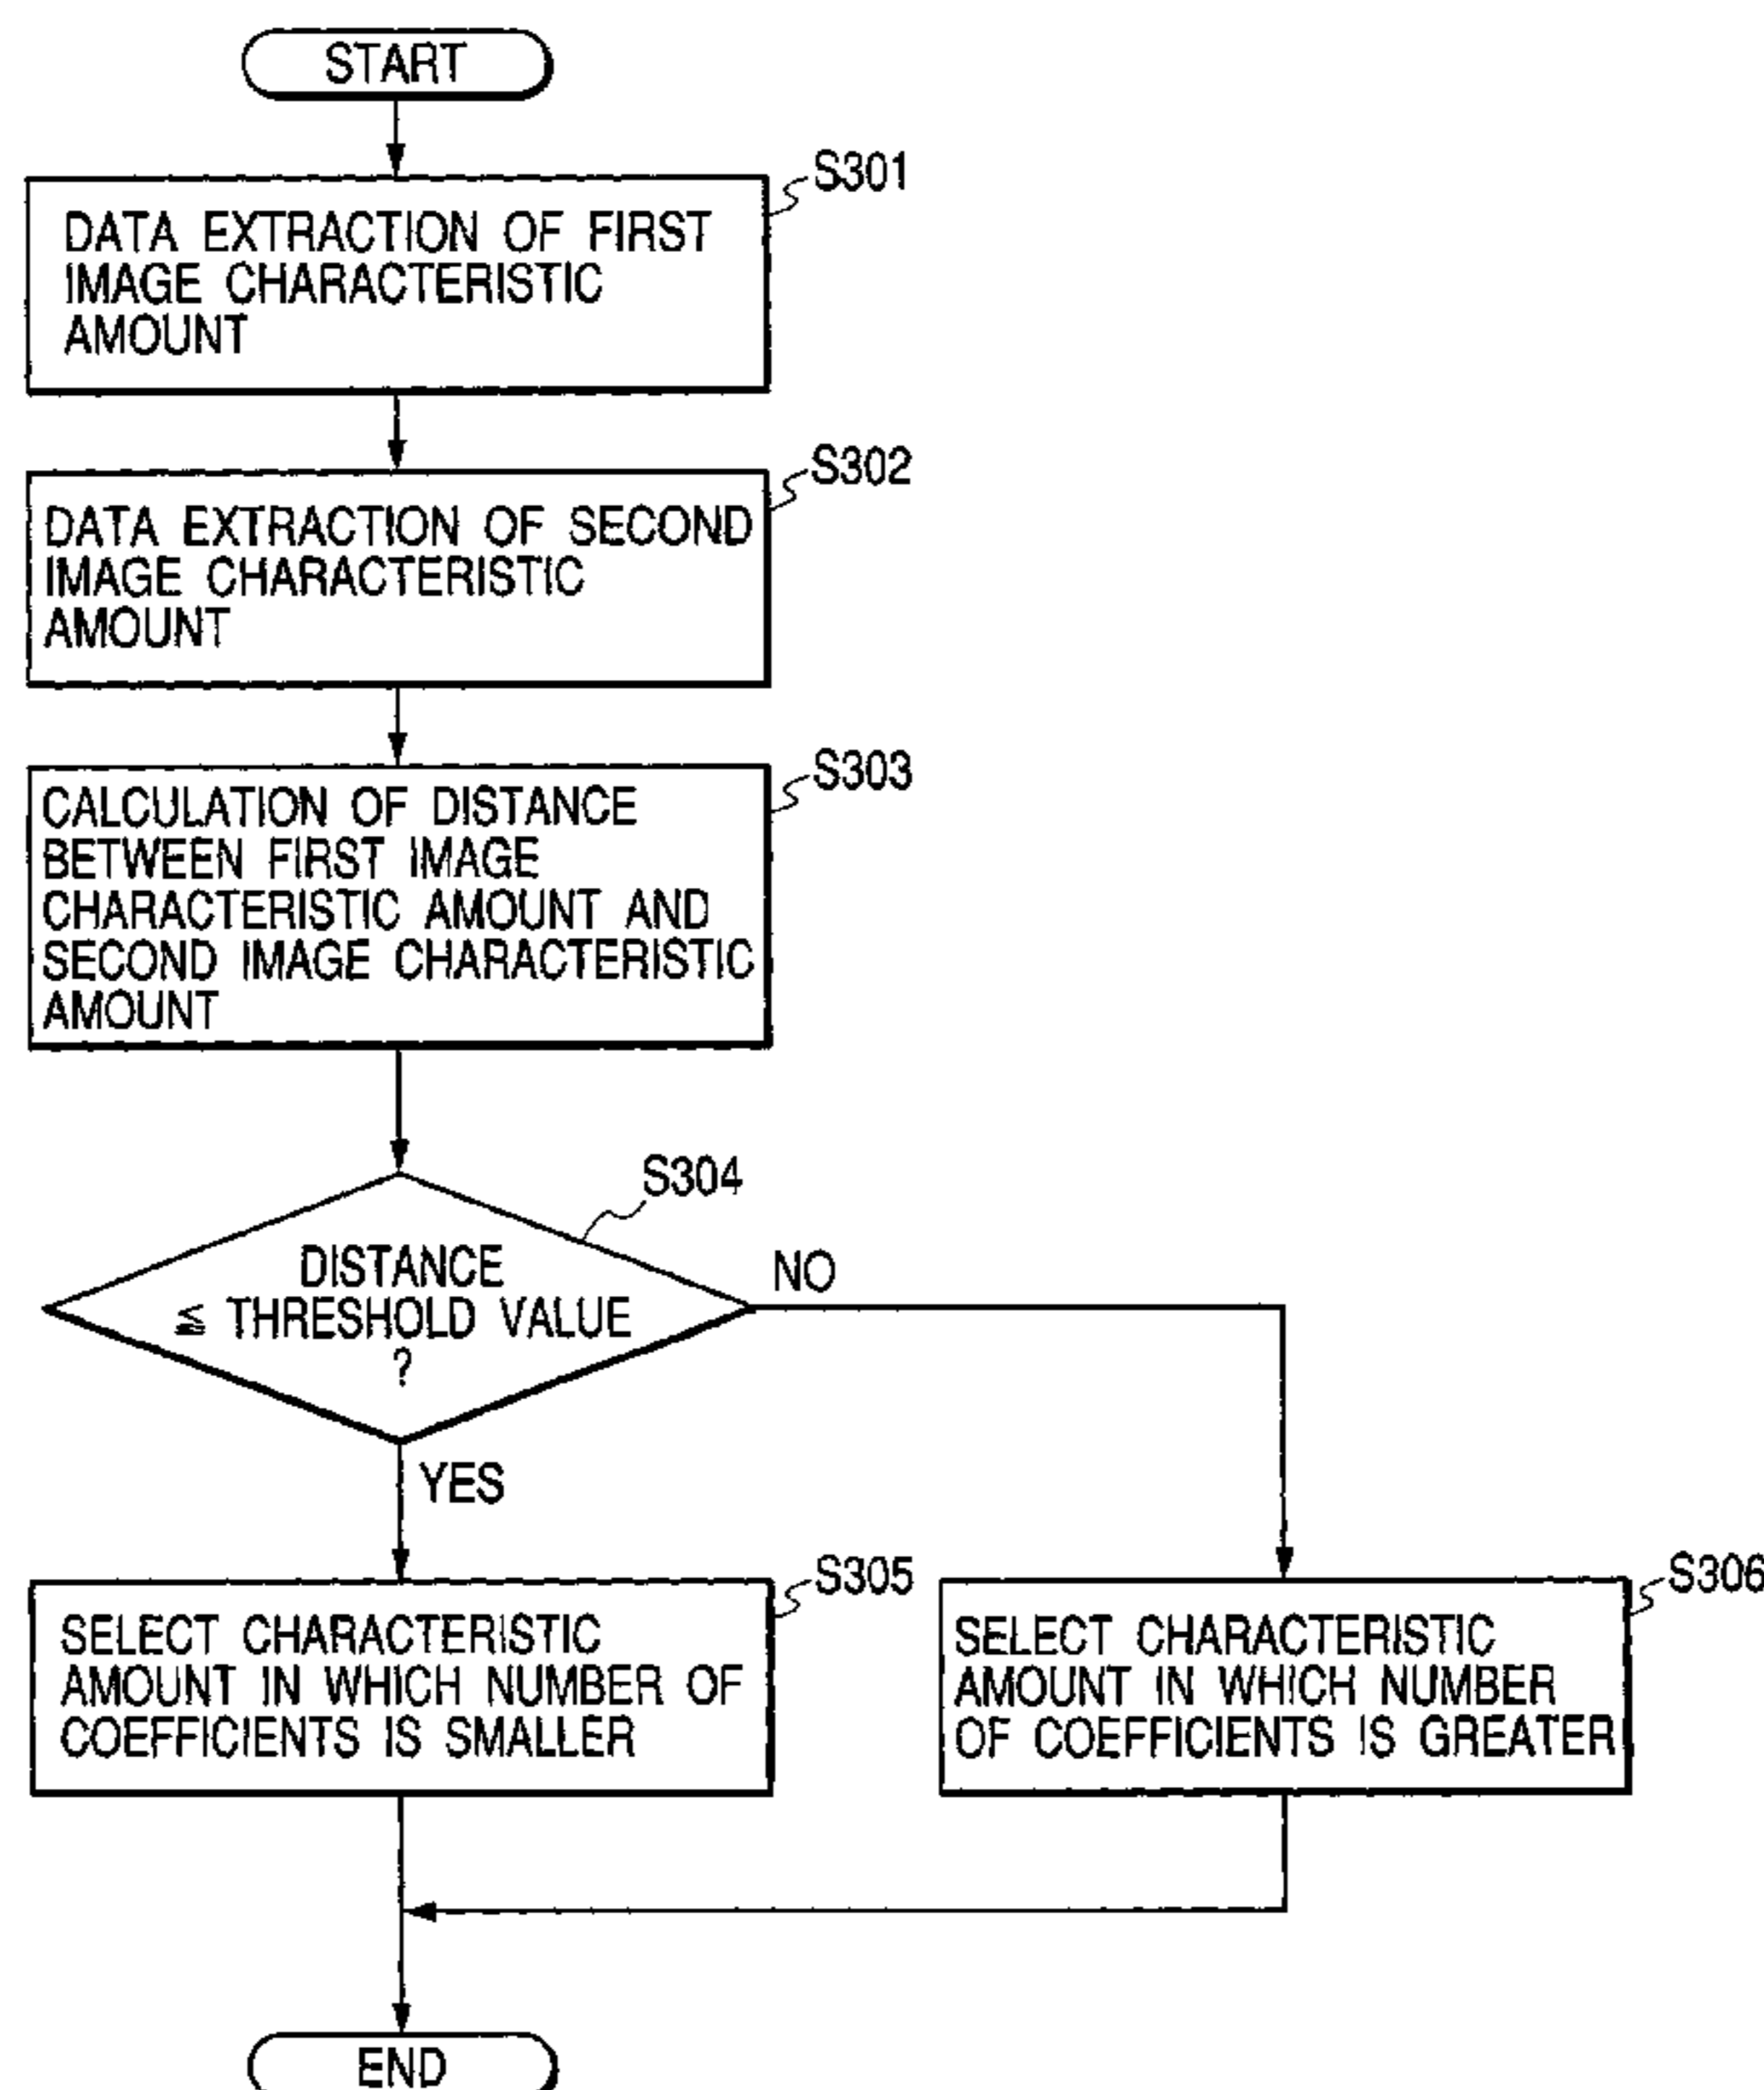 START
S301
DATA EXTRACTION OF FIRST
IMAGE CHARACTERISTIC
AMOUNT
S302
DATA EXTRACTION OF SECOND
IMAGE CHARACTERISTIC
AMOUNT
S303
CALCULATION OF DISTANCE
BETWEEN FIRST IMAGE
CHARACTERISTIC AMOUNT AND
SECOND IMAGE CHARACTERISTIC
AMOUNT
S304
DISTANCE
≦ THRESHOLD VALUE
?
NO
YES
S305
SELECT CHARACTERISTIC
AMOUNT IN WHICH NUMBER OF
COEFFICIENTS IS SMALLER
S306
SELECT CHARACTERISTIC
AMOUNT IN WHICH NUMBER
OF COEFFICIENTS IS GREATER
END